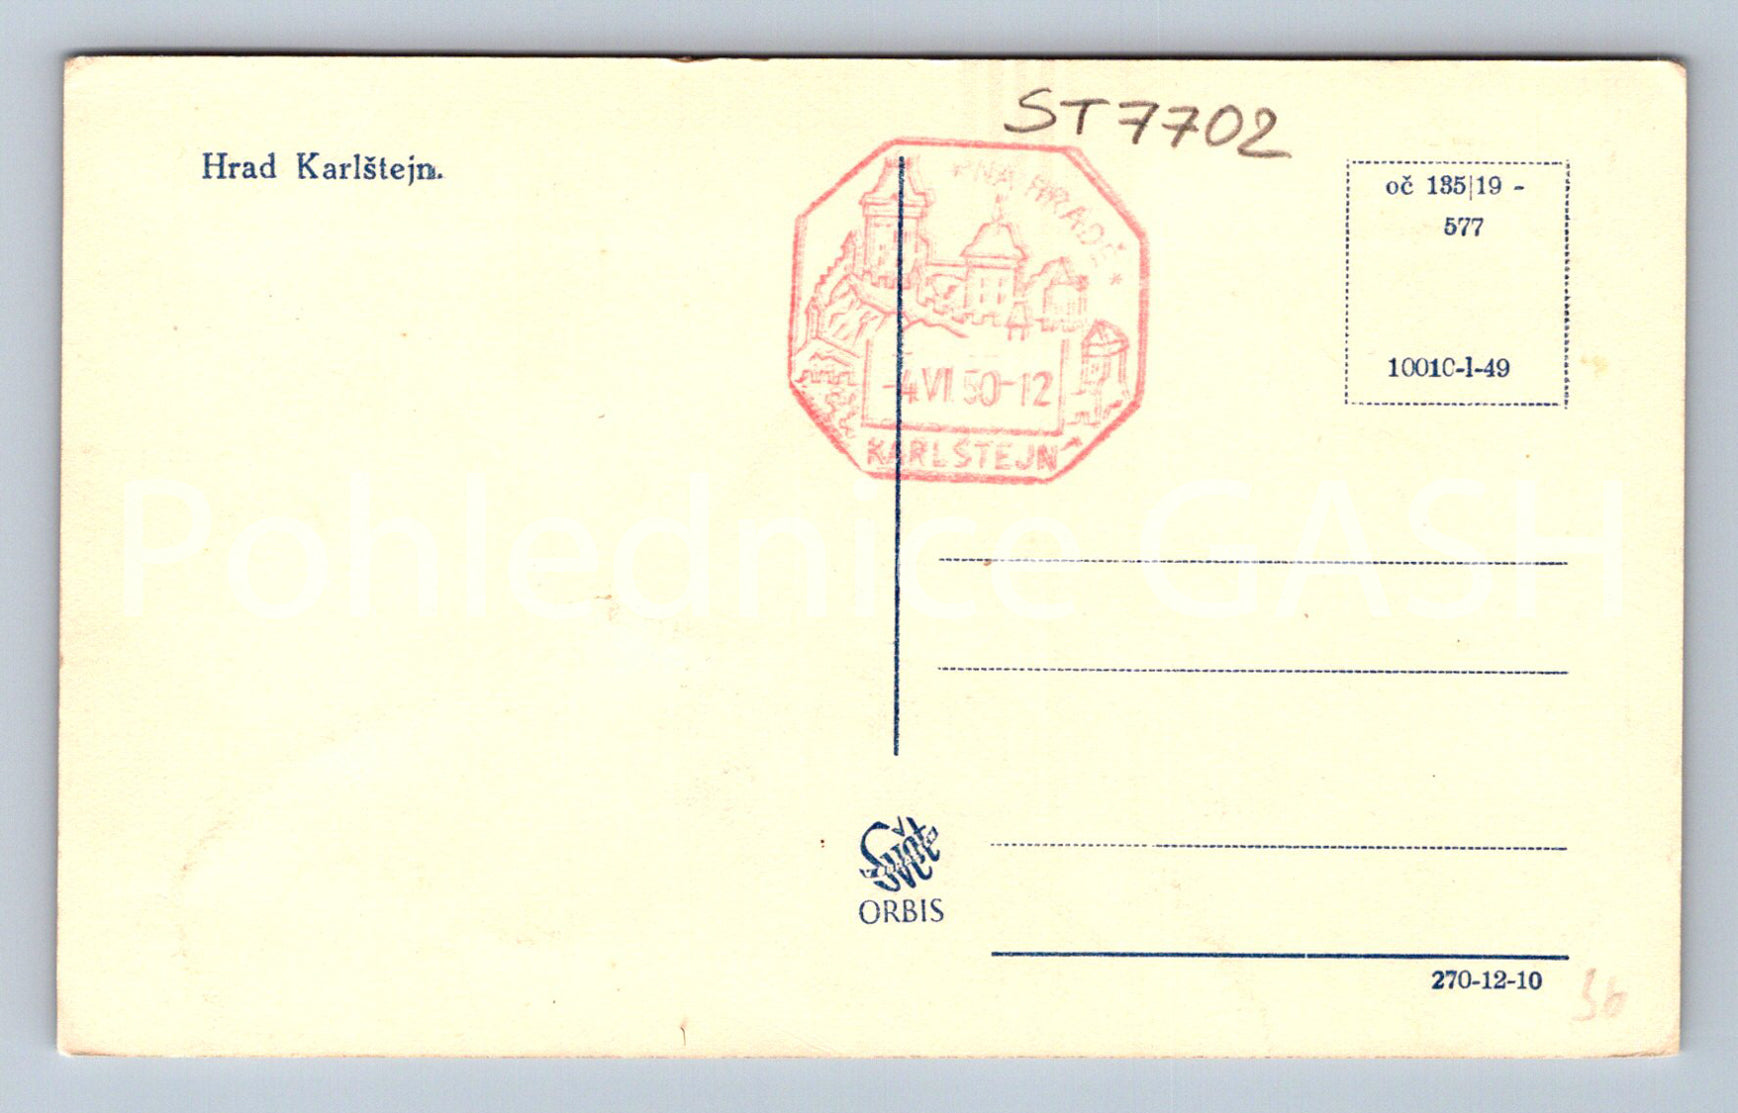 ST7702
Hrad Karlštejn.
NA HRADĚ *
-4.VI.50-12
KARLŠTEJN
oč 135|19 -
577
10010-1-49
Pohlednice GASH
Svět
ORBIS
270-12-10